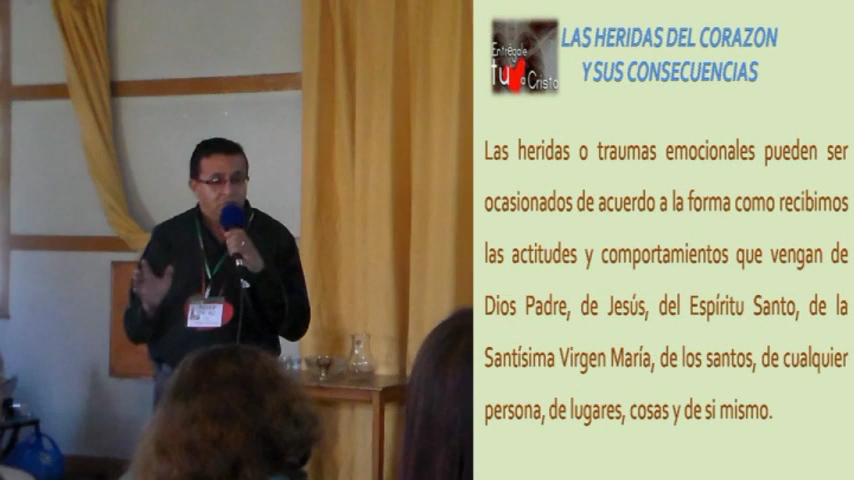 Entrégale
tu a Cristo
LAS HERIDAS DEL CORAZON
Y SUS CONSECUENCIAS
Las heridas o traumas emocionales pueden ser
ocasionados de acuerdo a la forma como recibimos
las actitudes y comportamientos que vengan de
Dios Padre, de Jesús, del Espíritu Santo, de la
Santísima Virgen María, de los santos, de cualquier
persona, de lugares, cosas y de si mismo.